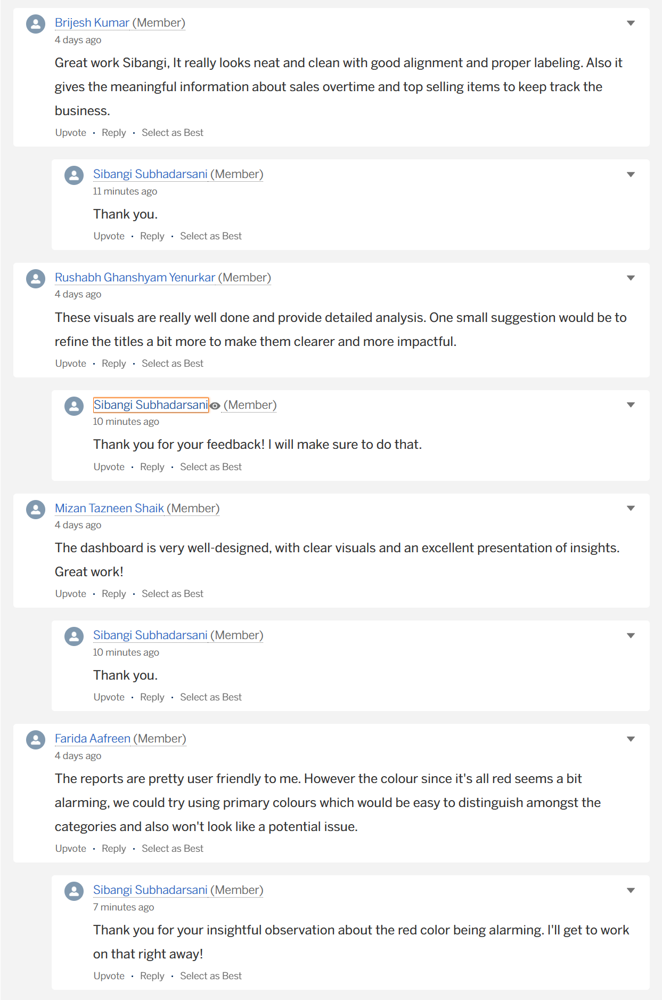 Brijesh Kumar (Member)
4 days ago
Great work Sibangi, It really looks neat and clean with good alignment and proper labeling. Also it
gives the meaningful information about sales overtime and top selling items to keep track the
business.
Upvote · Reply · Select as Best
Sibangi Subhadarsani (Member)
11 minutes ago
Thank you.
Upvote · Reply · Select as Best
Rushabh Ghanshyam Yenurkar (Member)
4 days ago
These visuals are really well done and provide detailed analysis. One small suggestion would be to
refine the titles a bit more to make them clearer and more impactful.
Upvote · Reply · Select as Best
Sibangi Subhadarsani (Member)
10 minutes ago
Thank you for your feedback! I will make sure to do that.
Upvote · Reply · Select as Best
Mizan Tazneen Shaik (Member)
4 days ago
The dashboard is very well-designed, with clear visuals and an excellent presentation of insights.
Great work!
Upvote · Reply · Select as Best
Sibangi Subhadarsani (Member)
10 minutes ago
Thank you.
Upvote · Reply · Select as Best
Farida Aafreen (Member)
4 days ago
The reports are pretty user friendly to me. However the colour since it's all red seems a bit
alarming, we could try using primary colours which would be easy to distinguish amongst the
categories and also won't look like a potential issue.
Upvote · Reply · Select as Best
Sibangi Subhadarsani (Member)
7 minutes ago
Thank you for your insightful observation about the red color being alarming. I'll get to work
on that right away!
Upvote · Reply · Select as Best